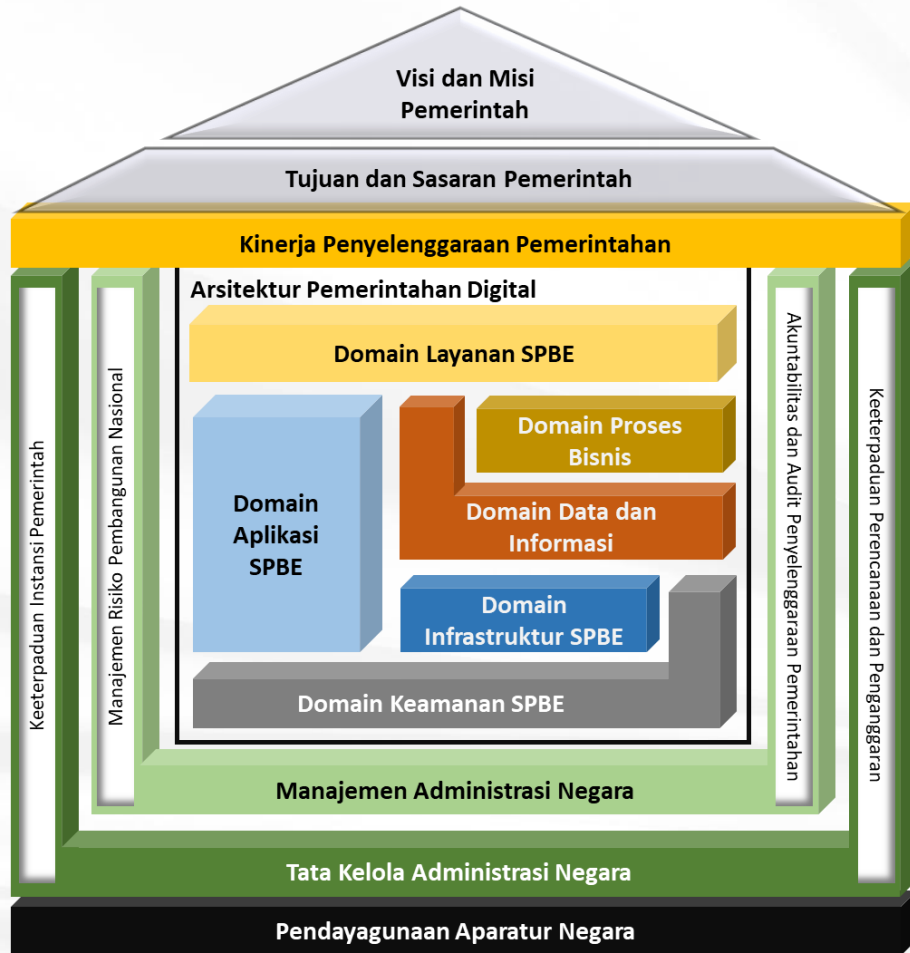 Visi dan Misi
Pemerintah
Tujuan dan Sasaran Pemerintah
Kinerja Penyelenggaraan Pemerintahan
Keeterpaduan Instansi Pemerintah
Manajemen Risiko Pembangunan Nasional
Arsitektur Pemerintahan Digital
Domain Layanan SPBE
Domain
Aplikasi
SPBE
Domain Proses
Bisnis
Domain Data dan
Informasi
Domain
Infrastruktur SPBE
Domain Keamanan SPBE
Akuntabilitas dan Audit Penyelenggaraan Pemerintahan
Keeterpaduan Perencanaan dan Penganggaran
Manajemen Administrasi Negara
Tata Kelola Administrasi Negara
Pendayagunaan Aparatur Negara